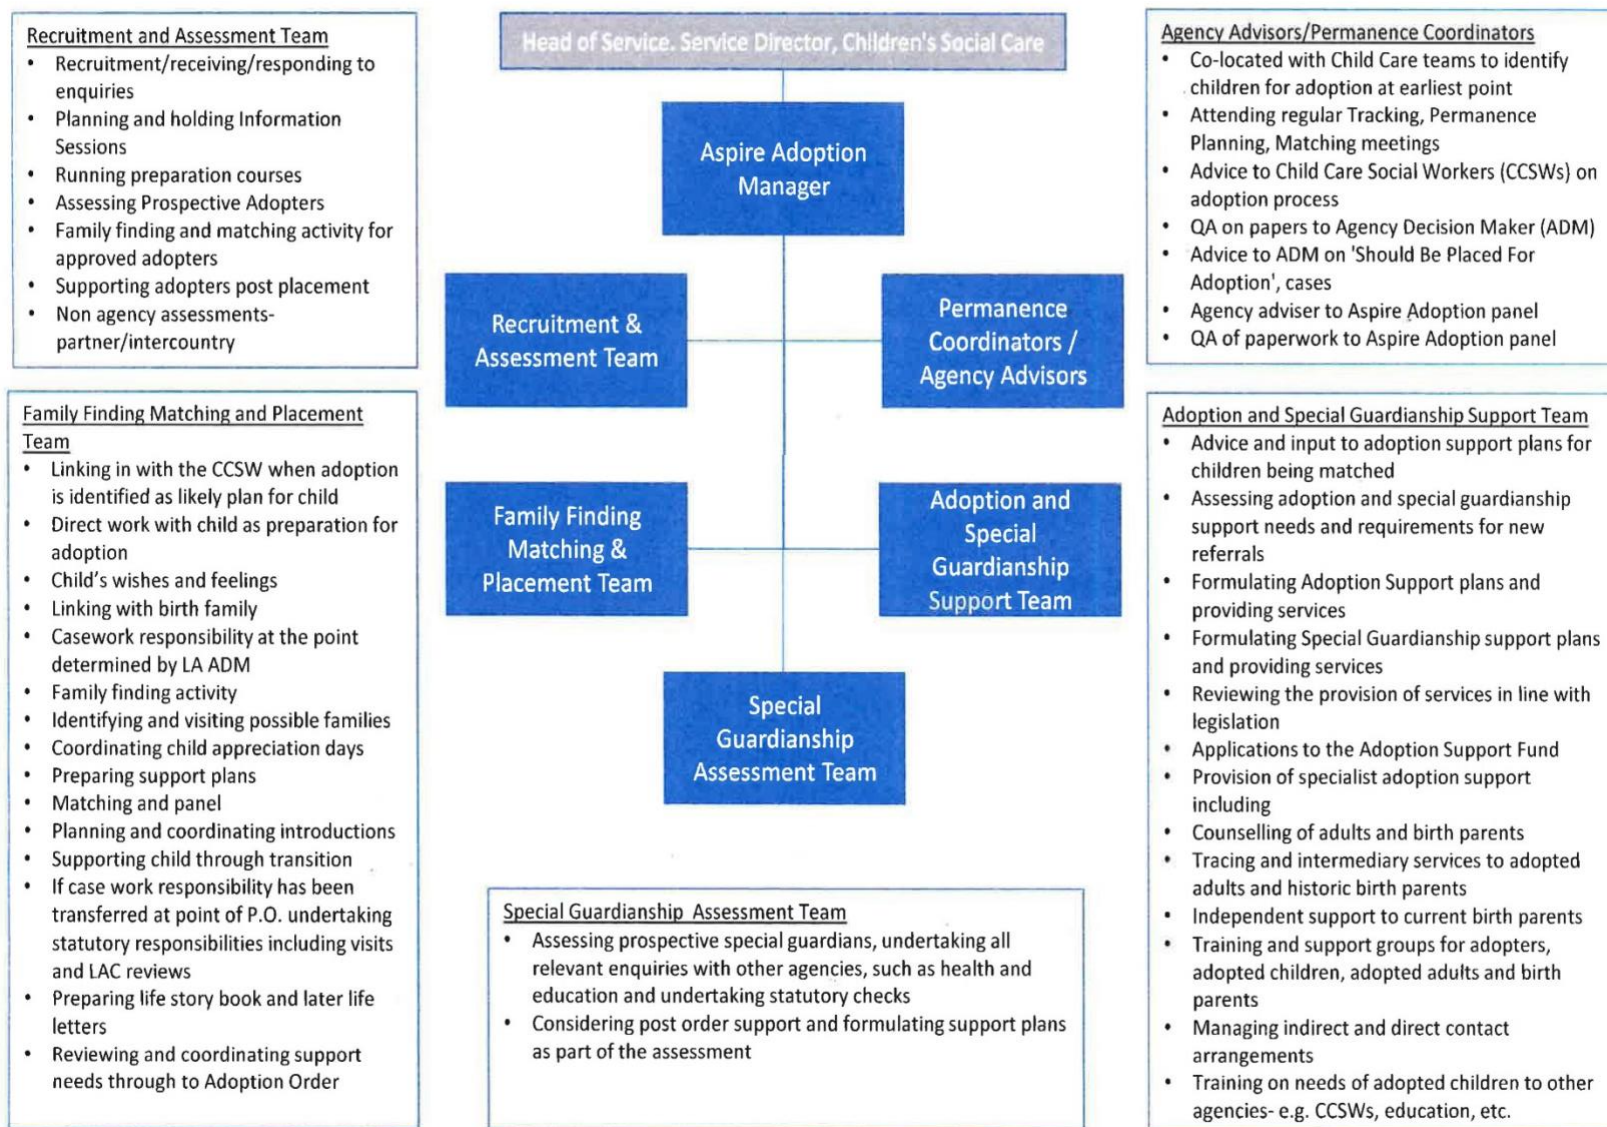 Recruitment and Assessment Team
• Recruitment/receiving/responding to
enquiries
• Planning and holding Information
Sessions
• Running preparation courses
• Assessing Prospective Adopters
• Family finding and matching activity for
approved adopters
• Supporting adopters post placement
• Non agency assessments-
partner/intercountry
Family Finding Matching and Placement
Team
• Linking in with the CCSW when adoption
is identified as likely plan for child
• Direct work with child as preparation for
adoption
• Child's wishes and feelings
• Linking with birth family
• Casework responsibility at the point
determined by LA ADM
• Family finding activity
• Identifying and visiting possible families
• Coordinating child appreciation days
• Preparing support plans
• Matching and panel
• Planning and coordinating introductions
• Supporting child through transition
• If case work responsibility has been
transferred at point of P.O. undertaking
statutory responsibilities including visits
and LAC reviews
• Preparing life story book and later life
letters
• Reviewing and coordinating support
needs through to Adoption Order
Head of Service. Service Director, Children's Social Care
Aspire Adoption
Manager
Recruitment &
Assessment Team
Permanence
Coordinators /
Agency Advisors
Family Finding
Matching &
Placement Team
Adoption and
Special
Guardianship
Support Team
Special
Guardianship
Assessment Team
Special Guardianship Assessment Team
• Assessing prospective special guardians, undertaking all
relevant enquiries with other agencies, such as health and
education and undertaking statutory checks
• Considering post order support and formulating support plans
as part of the assessment
Agency Advisors/Permanence Coordinators
• Co-located with Child Care teams to identify
children for adoption at earliest point
• Attending regular Tracking, Permanence
Planning, Matching meetings
• Advice to Child Care Social Workers (CCSWs) on
adoption process
• QA on papers to Agency Decision Maker (ADM)
• Advice to ADM on 'Should Be Placed For
Adoption', cases
• Agency adviser to Aspire Adoption panel
• QA of paperwork to Aspire Adoption panel
Adoption and Special Guardianship Support Team
• Advice and input to adoption support plans for
children being matched
• Assessing adoption and special guardianship
support needs and requirements for new
referrals
• Formulating Adoption Support plans and
providing services
• Formulating Special Guardianship support plans
and providing services
• Reviewing the provision of services in line with
legislation
• Applications to the Adoption Support Fund
• Provision of specialist adoption support
including
• Counselling of adults and birth parents
• Tracing and intermediary services to adopted
adults and historic birth parents
• Independent support to current birth parents
• Training and support groups for adopters,
adopted children, adopted adults and birth
parents
• Managing indirect and direct contact
arrangements
• Training on needs of adopted children to other
agencies- e.g. CCSWs, education, etc.